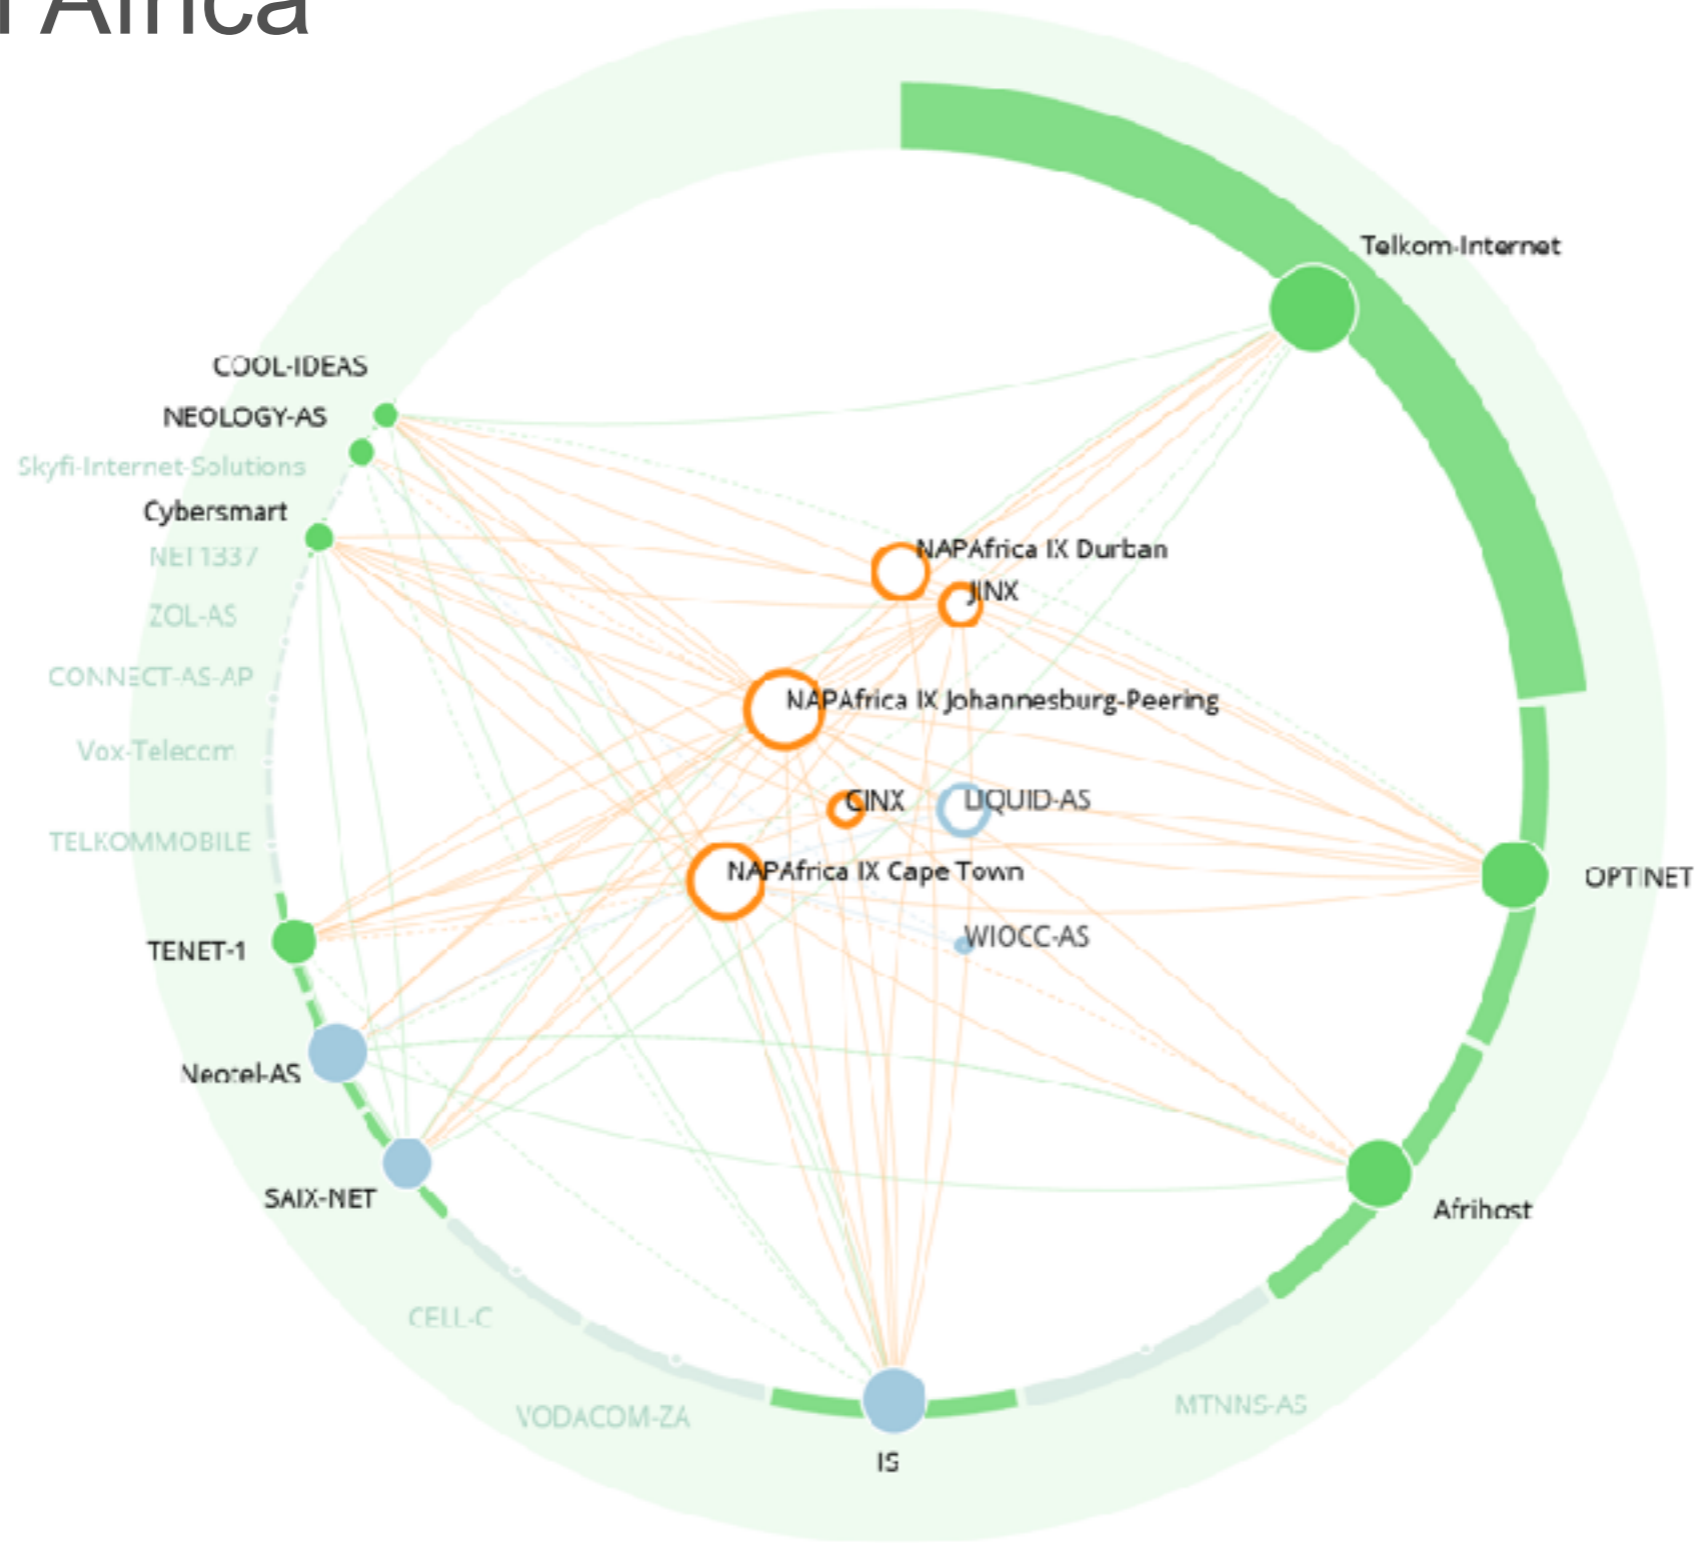 Africa
Telkom-Internet
COOL-IDEAS
NEOLOGY-AS
Skyfi-Internet-Solutions
Cybersmart
NET1337
NAPAfrica IX Durban
JINX
ZOL-AS
CONNECT-AS-AP
NAPAfrica IX Johannesburg-Peering
Vox-Telecom
CINX
LIQUID-AS
TELKOMMOBILE
NAPAfrica IX Cape Town
OPTINET
WIOCC-AS
TENET-1
Neotel-AS
SAIX-NET
Afrihost
CELL-C
MTNNS-AS
VODACOM-ZA
IS